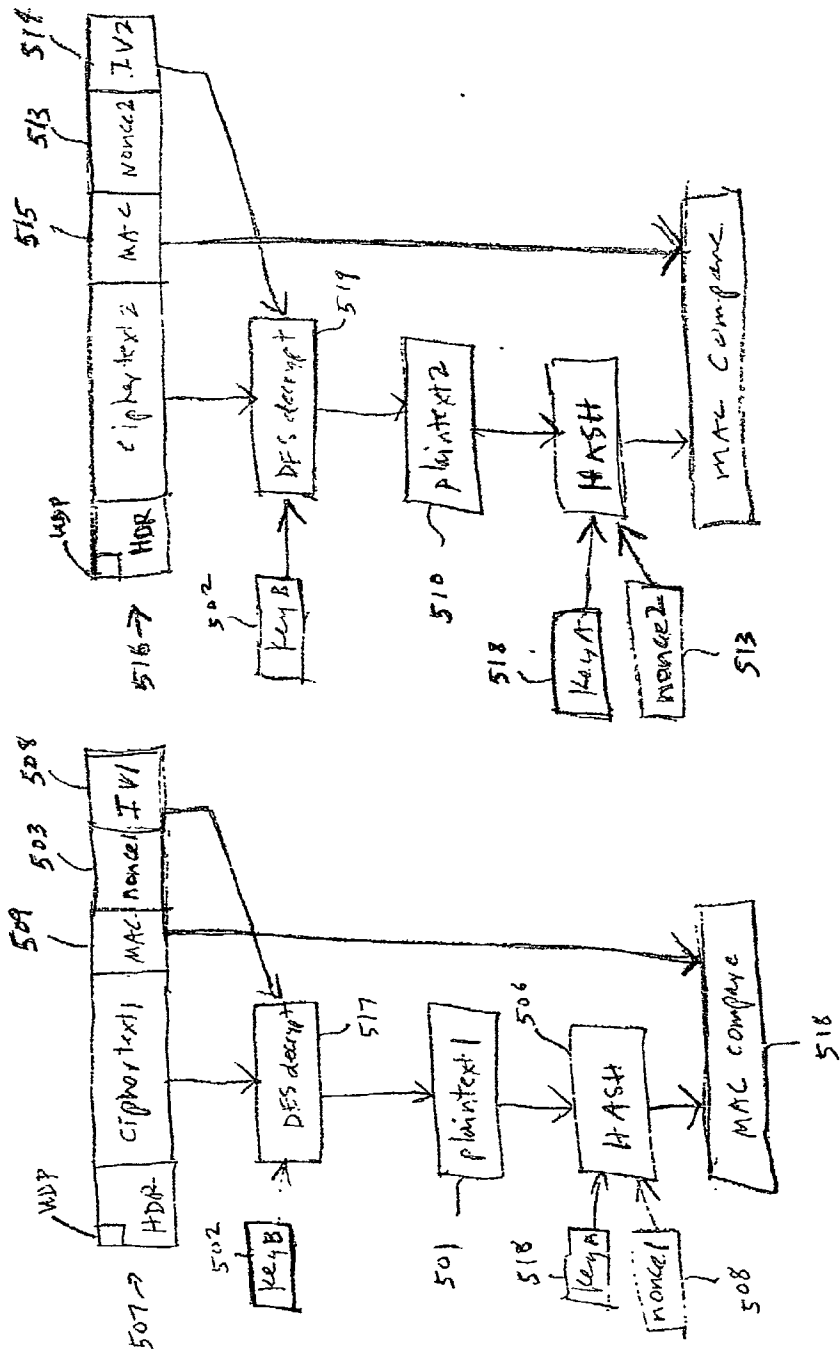 507 →
UDP
HDR
Ciphertext1
MAC
nonce1
IV1
509
503
508
502
Key B
DES decrypt
517
501
plaintext1
506
518
Key A
HASH
nonce1
508
MAC compare
518
516 →
UDP
HDR
Ciphertext2
MAC
Nonce2
IV2
515
513
514
502
Key B
DES decrypt
519
510
plaintext2
518
Key A
HASH
nonce2
513
MAC Compare